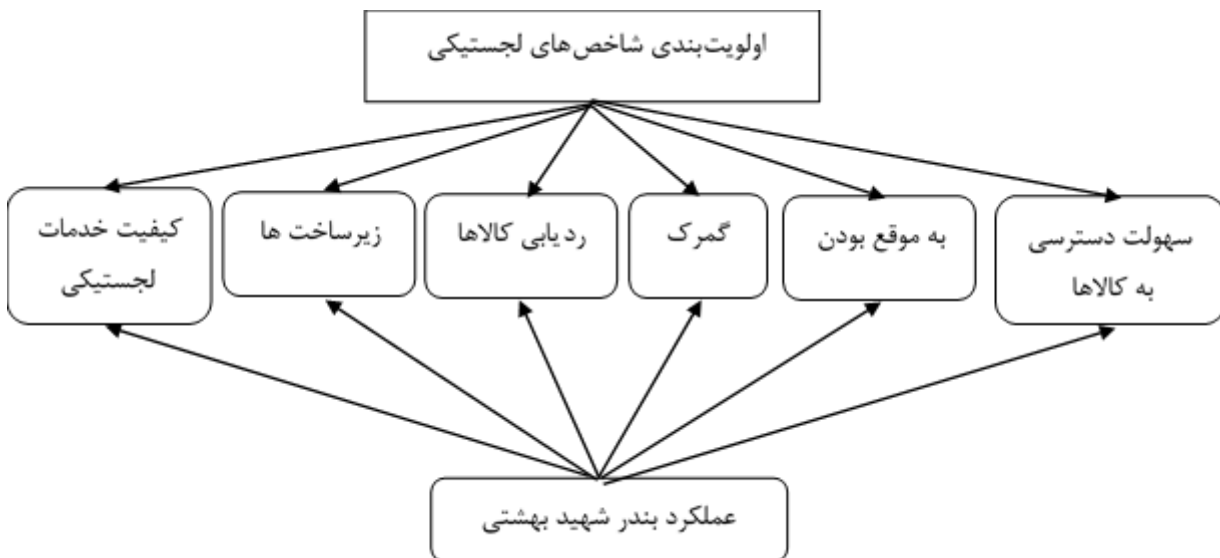 اولویت‌بندی شاخص‌های لجستیکی
سهولت دسترسی
به کالاها
به موقع بودن
گمرک
ردیابی کالاها
زیرساخت ها
کیفیت خدمات
لجستیکی
عملکرد بندر شهید بهشتی